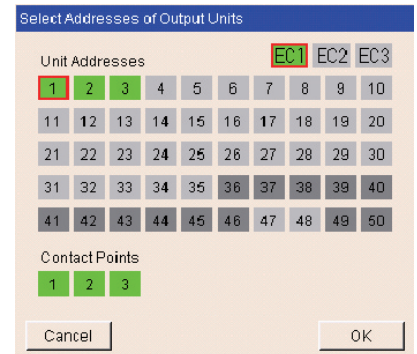 Select Addresses of Output Units
Unit Addresses EC1 EC2 EC3
1 2 3 4 5 6 7 8 9 10
11 12 13 14 15 16 17 18 19 20
21 22 23 24 25 26 27 28 29 30
31 32 33 34 35 36 37 38 39 40
41 42 43 44 45 46 47 48 49 50
Contact Points
1 2 3
Cancel OK